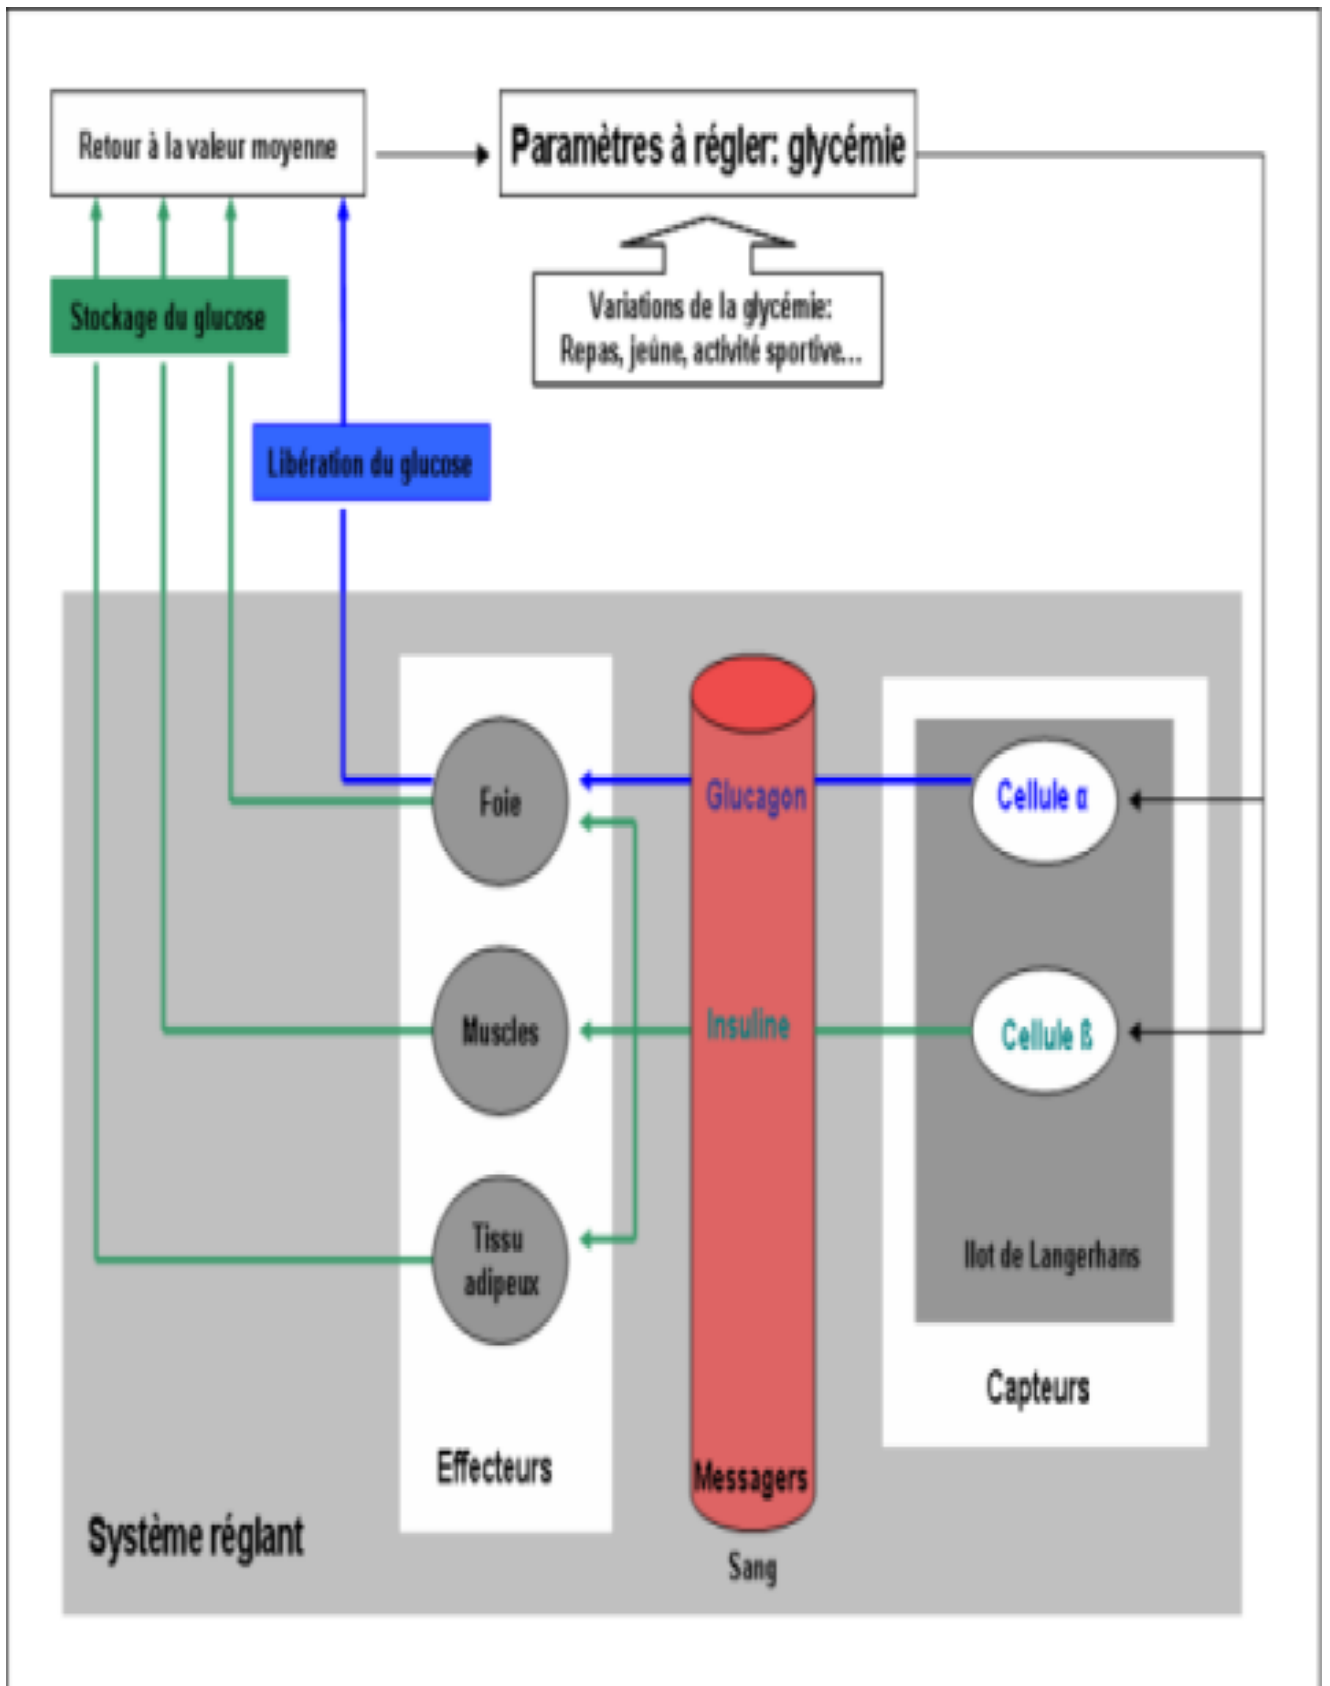 Retour à la valeur moyenne
Paramètres à régler: glycémie
Variations de la glycémie:
Repas, jeûne, activité sportive...
Stockage du glucose
Libération du glucose
Foie
Glucagon
Cellule α
Muscles
Insuline
Cellule ß
Tissu
adipeux
Ilot de Langerhans
Capteurs
Effecteurs
Messagers
Système réglant
Sang